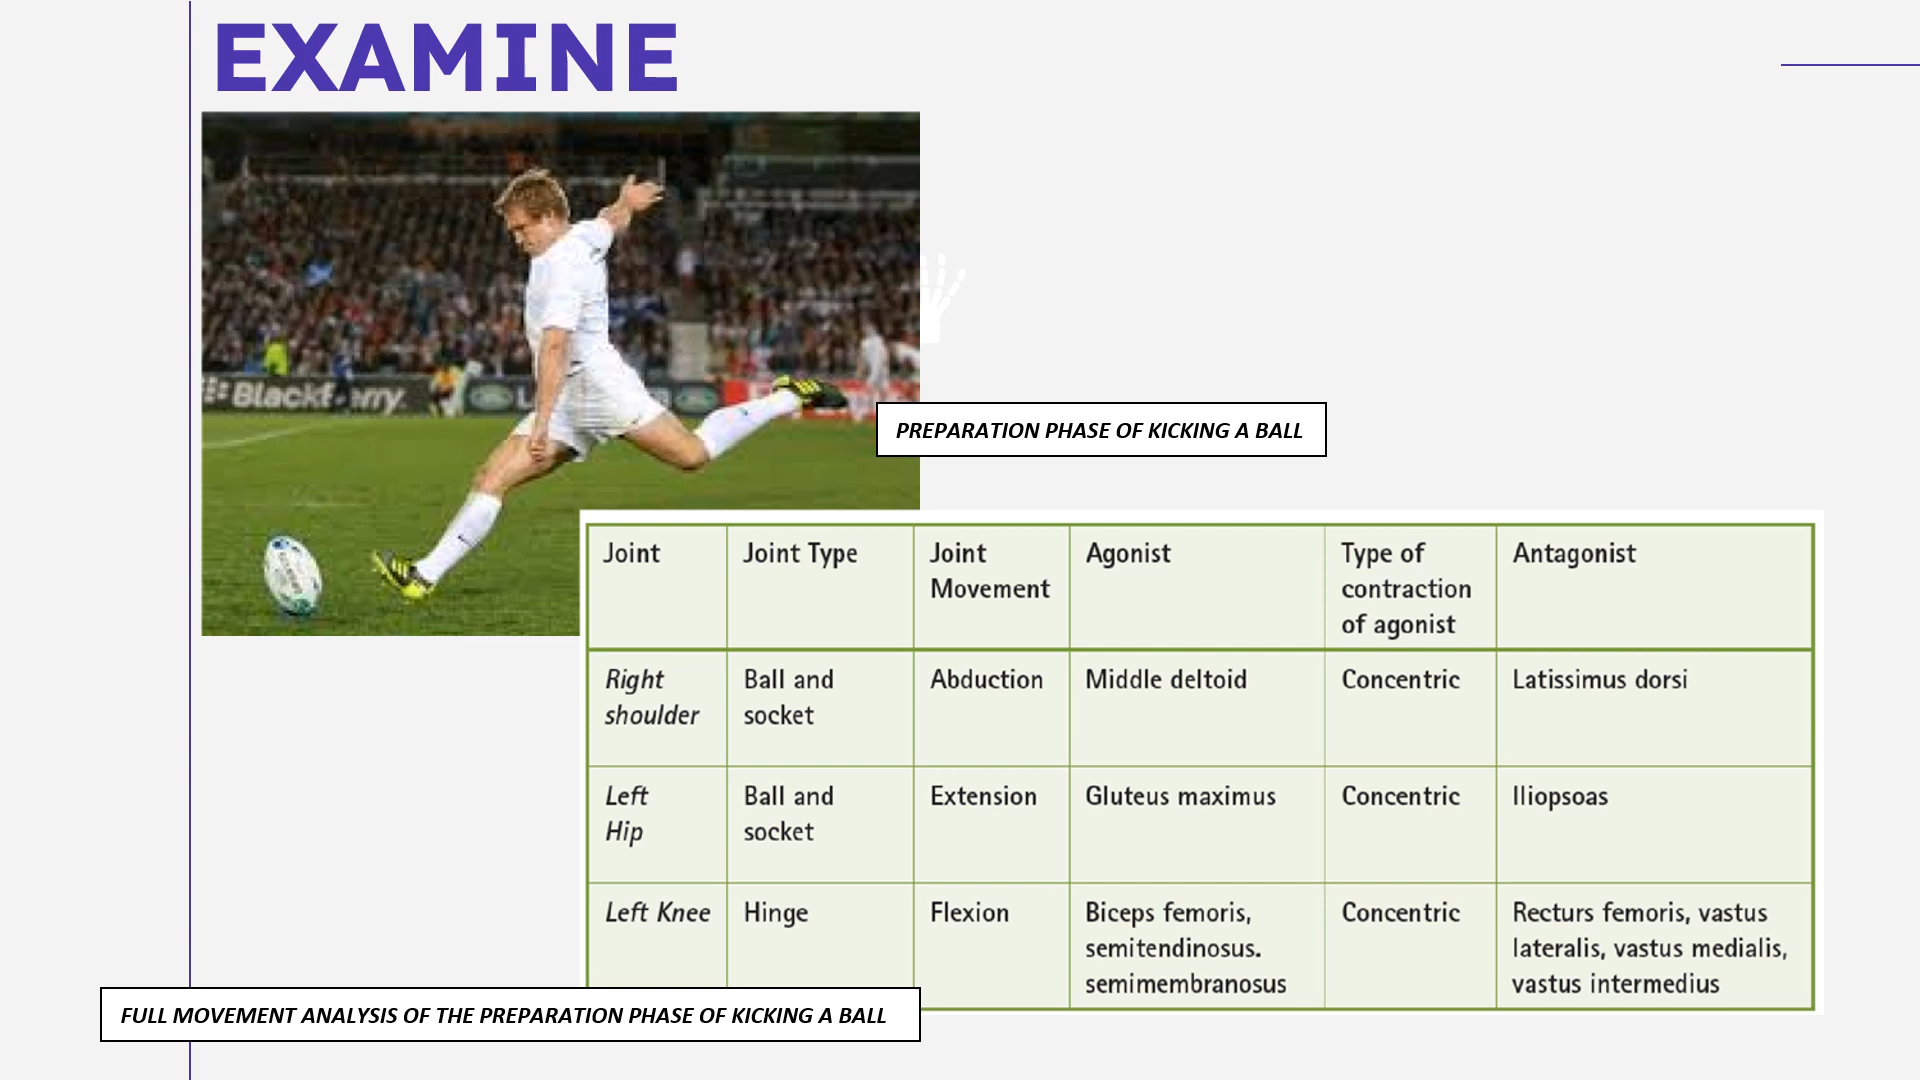 EXAMINE
Blackberry
PREPARATION PHASE OF KICKING A BALL
Joint
Joint Type
Joint
Movement
Agonist
Type of
contraction
of agonist
Antagonist
Right
shoulder
Ball and
socket
Abduction
Middle deltoid
Concentric
Latissimus dorsi
Left
Hip
Ball and
socket
Extension
Gluteus maximus
Concentric
Iliopsoas
Left Knee
Hinge
Flexion
Biceps femoris,
semitendinosus.
semimembranosus
Concentric
Recturs femoris, vastus
lateralis, vastus medialis,
vastus intermedius
FULL MOVEMENT ANALYSIS OF THE PREPARATION PHASE OF KICKING A BALL